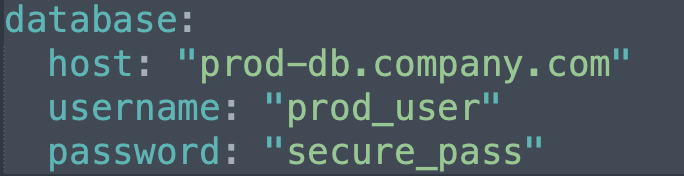 database:
  host: "prod-db.company.com"
  username: "prod_user"
  password: "secure_pass"